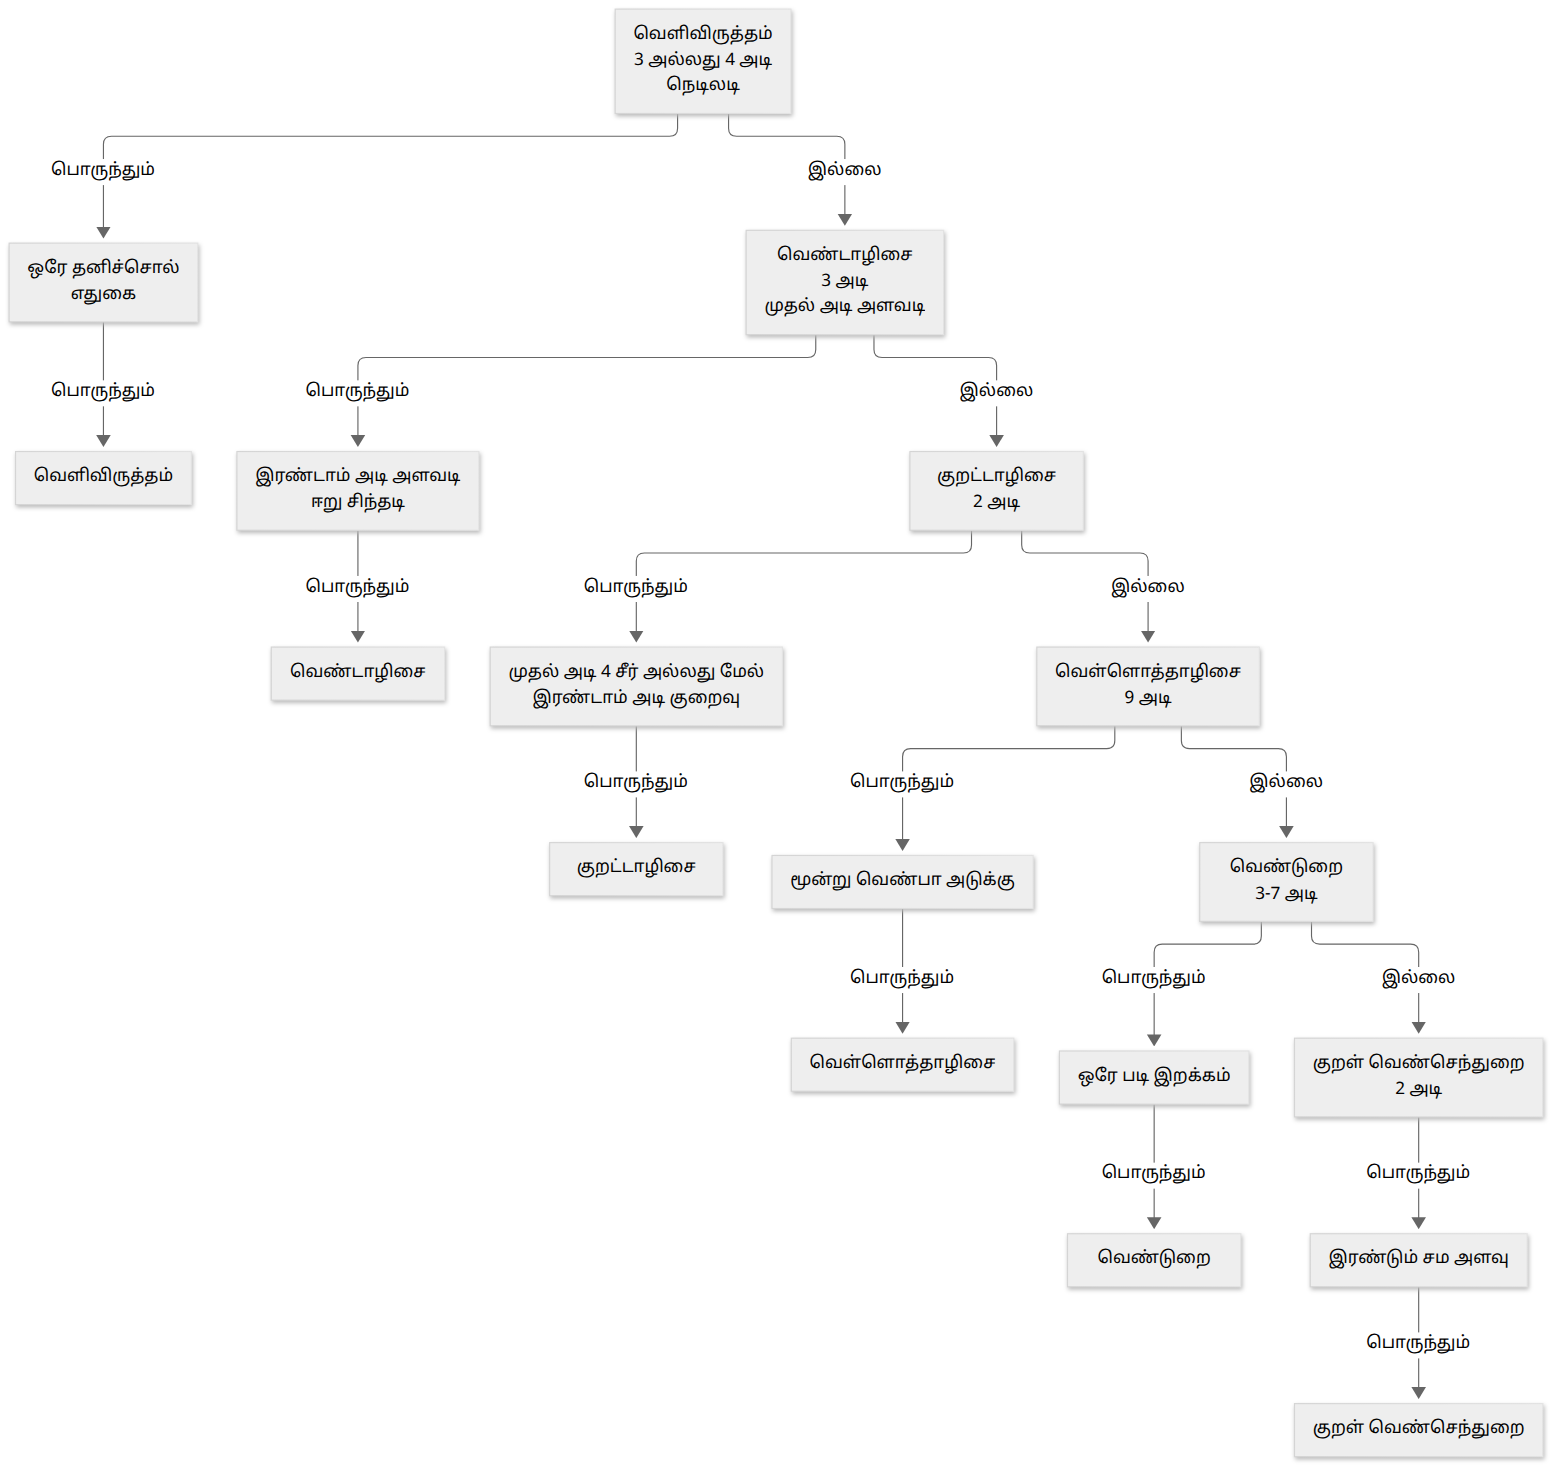 வெளிவிருத்தம்
3 அல்லது 4 அடி
நெடிலடி
பொருந்தும்
இல்லை
ஒரே தனிச்சொல்
எதுகை
வெண்டாழிசை
3 அடி
முதல் அடி அளவடி
பொருந்தும்
பொருந்தும்
இல்லை
வெளிவிருத்தம்
இரண்டாம் அடி அளவடி
ஈறு சிந்தடி
குறட்டாழிசை
2 அடி
பொருந்தும்
பொருந்தும்
இல்லை
வெண்டாழிசை
முதல் அடி 4 சீர் அல்லது மேல்
இரண்டாம் அடி குறைவு
வெள்ளொத்தாழிசை
9 அடி
பொருந்தும்
பொருந்தும்
இல்லை
குறட்டாழிசை
மூன்று வெண்பா அடுக்கு
வெண்டுறை
3-7 அடி
பொருந்தும்
பொருந்தும்
இல்லை
வெள்ளொத்தாழிசை
ஒரே படி இறக்கம்
குறள் வெண்செந்துறை
2 அடி
பொருந்தும்
பொருந்தும்
வெண்டுறை
இரண்டும் சம அளவு
பொருந்தும்
குறள் வெண்செந்துறை